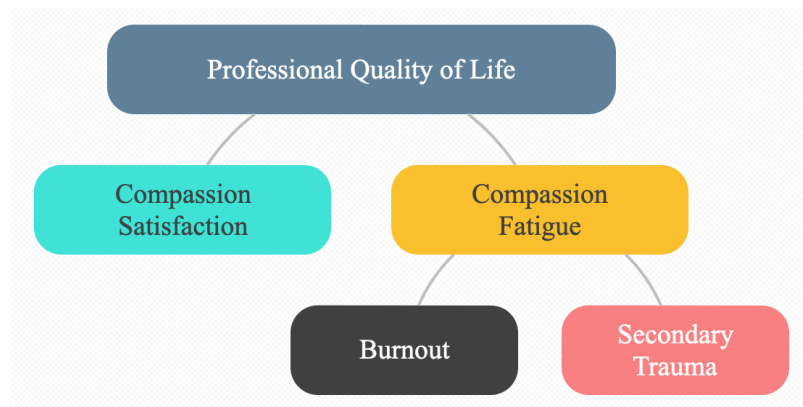 Professional Quality of Life
Compassion
Satisfaction
Compassion
Fatigue
Burnout
Secondary
Trauma